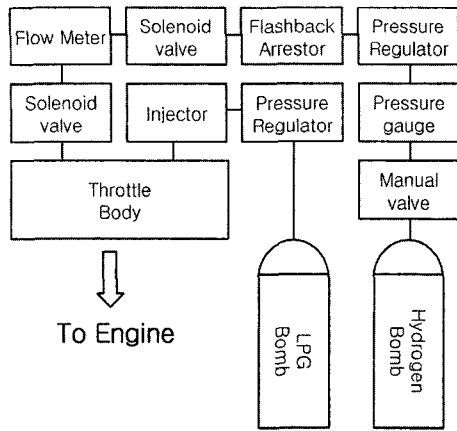 Flow Meter
Solenoid
valve
Flashback
Arrestor
Pressure
Regulator
Solenoid
valve
Injector
Pressure
Regulator
Pressure
gauge
Throttle
Body
Manual
valve
To Engine
LPG
Bomb
Hydrogen
Bomb